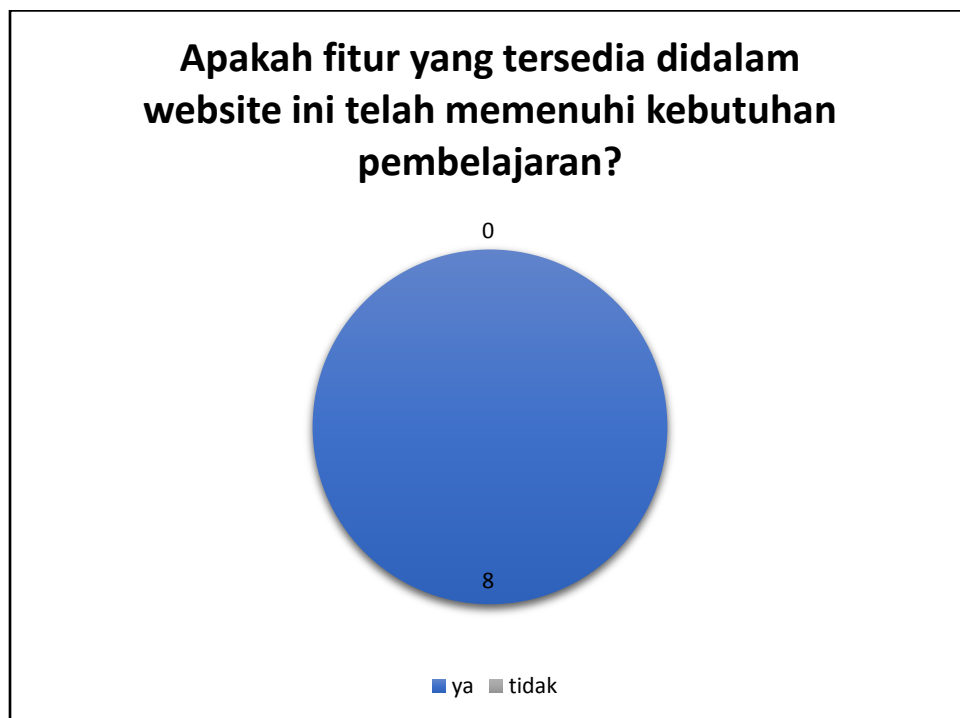 Apakah fitur yang tersedia didalam
website ini telah memenuhi kebutuhan
pembelajaran?
0
8
ya tidak